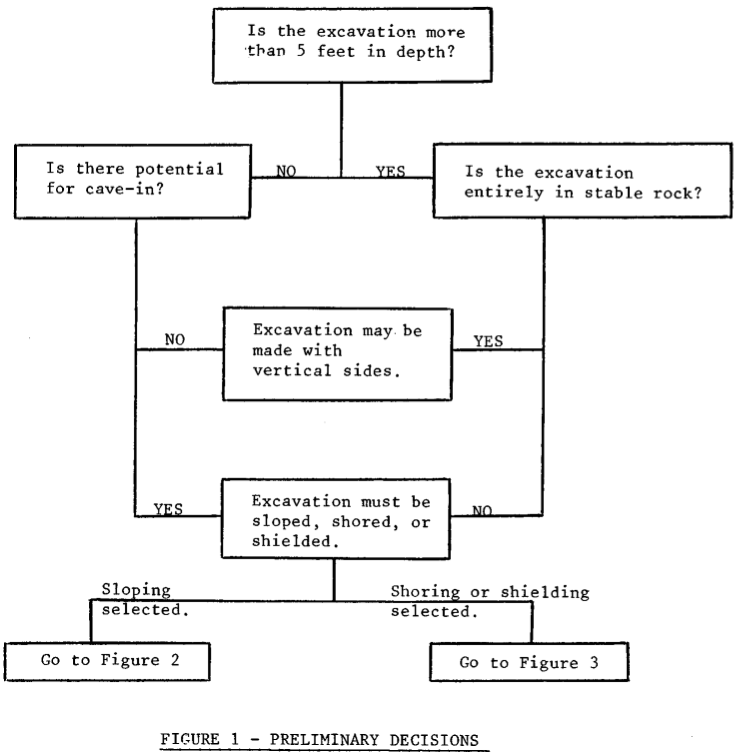 Is the excavation more
than 5 feet in depth?
Is there potential
for cave-in?
NO
YES
Is the excavation
entirely in stable rock?
NO
Excavation may be
made with
vertical sides.
YES
YES
Excavation must be
sloped, shored, or
shielded.
NO
Sloping
selected.
Shoring or shielding
selected.
Go to Figure 2
Go to Figure 3
FIGURE 1 - PRELIMINARY DECISIONS